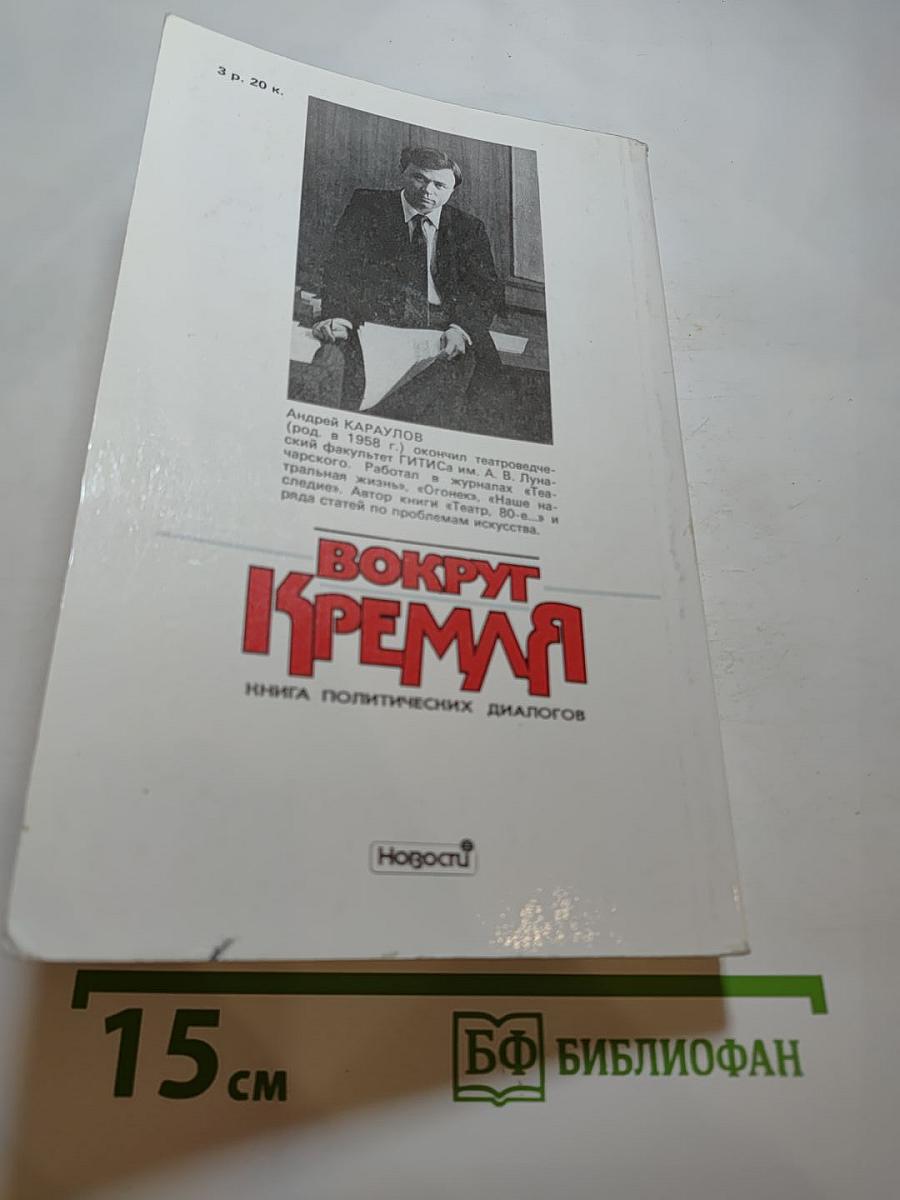 3 р. 20 к.
Андрей КАРАУЛОВ
(род. в 1958 г.) окончил театроведче-
ский факультет ГИТИСа им. А. В. Луна-
чарского. Работал в журналах «Теа-
тральная жизнь», «Огонек», «Наше на-
следие». Автор книги «Театр, 80-е...» и
ряда статей по проблемам искусства.
ВОКРУГ
КРЕМЛЯ
КНИГА ПОЛИТИЧЕСКИХ ДИАЛОГОВ
Новости
15 см
БФ БИБЛИОФАН